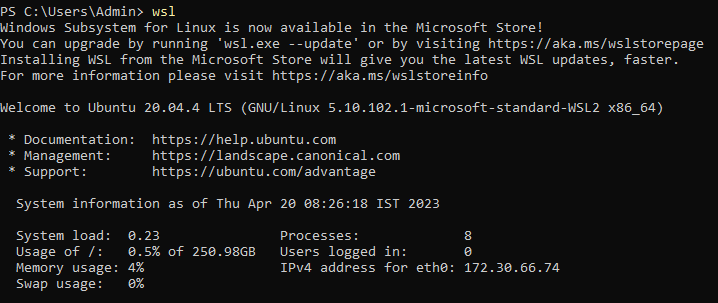 PS C:\Users\Admin> wsl
Windows Subsystem for Linux is now available in the Microsoft Store!
You can upgrade by running 'wsl.exe --update' or by visiting https://aka.ms/wslstorepage
Installing WSL from the Microsoft Store will give you the latest WSL updates, faster.
For more information please visit https://aka.ms/wslstoreinfo

Welcome to Ubuntu 20.04.4 LTS (GNU/Linux 5.10.102.1-microsoft-standard-WSL2 x86_64)

 * Documentation:  https://help.ubuntu.com
 * Management:     https://landscape.canonical.com
 * Support:        https://ubuntu.com/advantage

  System information as of Thu Apr 20 08:26:18 IST 2023

  System load:  0.23               Processes:             8
  Usage of /:   0.5% of 250.98GB   Users logged in:       0
  Memory usage: 4%                 IPv4 address for eth0: 172.30.66.74
  Swap usage:   0%